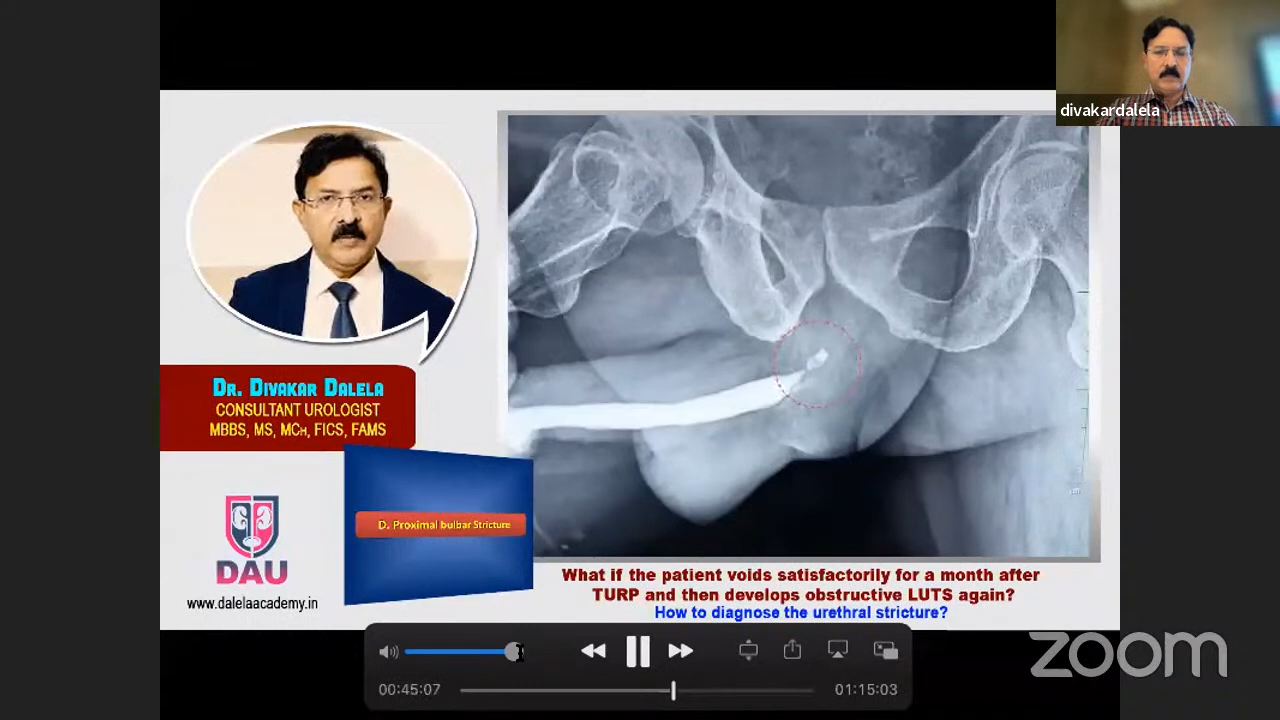 divakardalela
Dr. Divakar Dalela
CONSULTANT UROLOGIST
MBBS, MS, MCH, FICS, FAMS
D. Proximal bulbar Stricture
DAU
www.dalelaacademy.in
What if the patient voids satisfactorily for a month after
TURP and then develops obstructive LUTS again?
How to diagnose the urethral stricture?
zoom
00:45:07
01:15:03